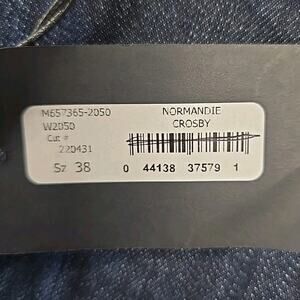 M657365-2050
W2050
Cut #
220431
Sz 38
NORMANDIE
CROSBY
0 44138 37579 1